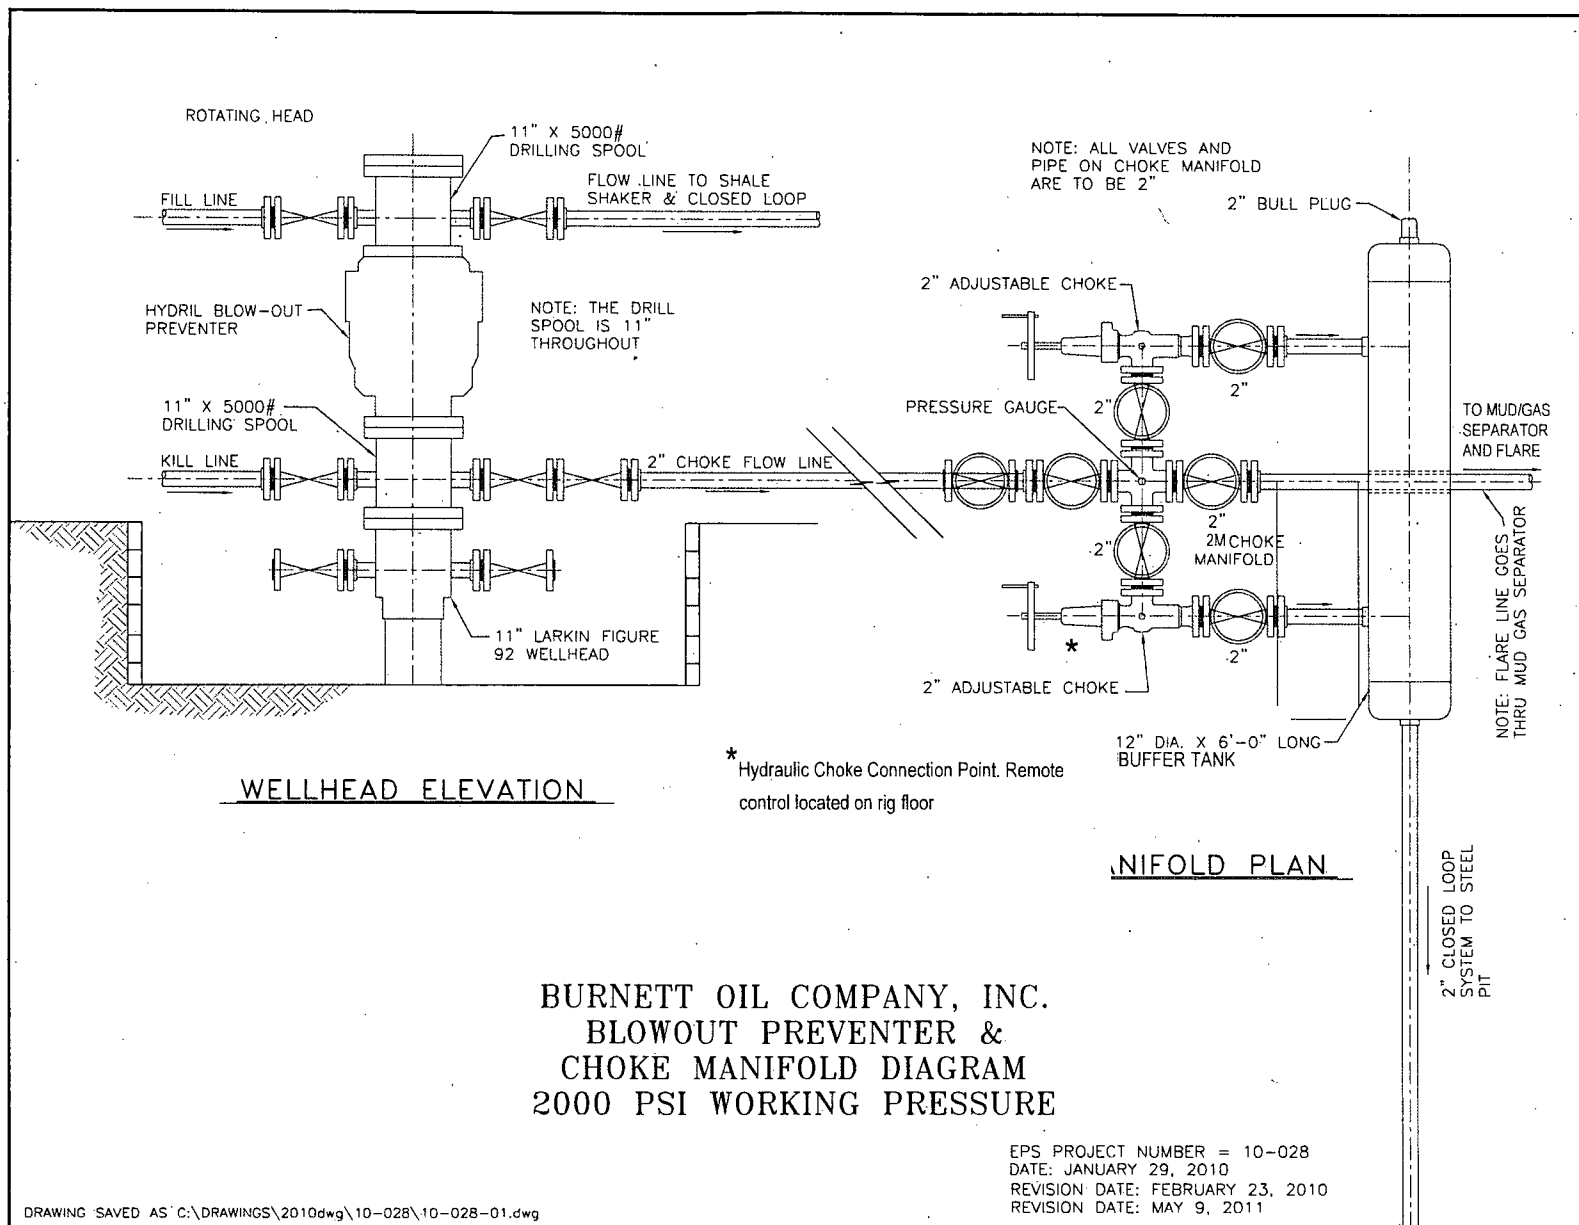 ROTATING HEAD
11" X 5000#
DRILLING SPOOL
FILL LINE
FLOW LINE TO SHALE
SHAKER & CLOSED LOOP
HYDRIL BLOW-OUT
PREVENTER
NOTE: THE DRILL
SPOOL IS 11"
THROUGHOUT
11" X 5000#
DRILLING SPOOL
KILL LINE
2" CHOKE FLOW LINE
11" LARKIN FIGURE
92 WELLHEAD
WELLHEAD ELEVATION
NOTE: ALL VALVES AND
PIPE ON CHOKE MANIFOLD
ARE TO BE 2"
2" BULL PLUG
2" ADJUSTABLE CHOKE
2"
2"
PRESSURE GAUGE
TO MUD/GAS
SEPARATOR
AND FLARE
2"
2M CHOKE
MANIFOLD
2"
2"
*
2" ADJUSTABLE CHOKE
NOTE: FLARE LINE GOES
THRU MUD GAS SEPARATOR
12" DIA. X 6'-0" LONG
BUFFER TANK
* Hydraulic Choke Connection Point. Remote
control located on rig floor
NIFOLD PLAN
2" CLOSED LOOP
SYSTEM TO STEEL
PIT
BURNETT OIL COMPANY, INC.
BLOWOUT PREVENTER &
CHOKE MANIFOLD DIAGRAM
2000 PSI WORKING PRESSURE
EPS PROJECT NUMBER = 10-028
DATE: JANUARY 29, 2010
REVISION DATE: FEBRUARY 23, 2010
REVISION DATE: MAY 9, 2011
DRAWING SAVED AS C:\DRAWINGS\2010dwg\10-028\10-028-01.dwg